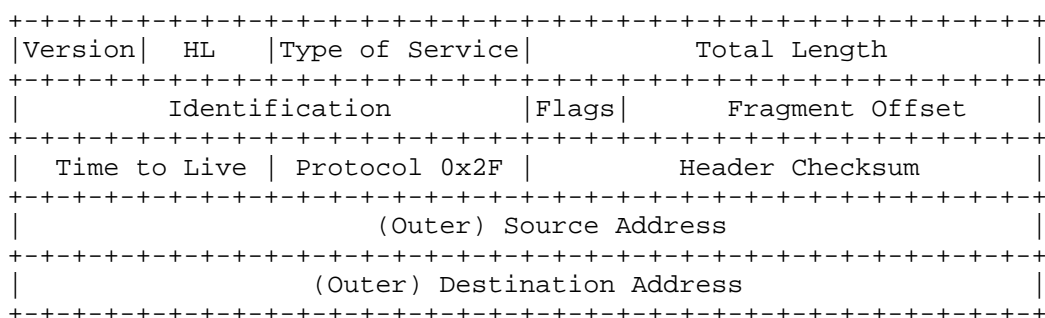 +-+-+-+-+-+-+-+-+-+-+-+-+-+-+-+-+-+-+-+-+-+-+-+-+-+-+-+-+-+-+-+-+
|Version|  HL   |Type of Service|          Total Length         |
+-+-+-+-+-+-+-+-+-+-+-+-+-+-+-+-+-+-+-+-+-+-+-+-+-+-+-+-+-+-+-+-+
|         Identification        |Flags|      Fragment Offset    |
+-+-+-+-+-+-+-+-+-+-+-+-+-+-+-+-+-+-+-+-+-+-+-+-+-+-+-+-+-+-+-+-+
|  Time to Live | Protocol 0x2F |         Header Checksum       |
+-+-+-+-+-+-+-+-+-+-+-+-+-+-+-+-+-+-+-+-+-+-+-+-+-+-+-+-+-+-+-+-+
|                     (Outer) Source Address                    |
+-+-+-+-+-+-+-+-+-+-+-+-+-+-+-+-+-+-+-+-+-+-+-+-+-+-+-+-+-+-+-+-+
|                 (Outer) Destination Address                   |
+-+-+-+-+-+-+-+-+-+-+-+-+-+-+-+-+-+-+-+-+-+-+-+-+-+-+-+-+-+-+-+-+